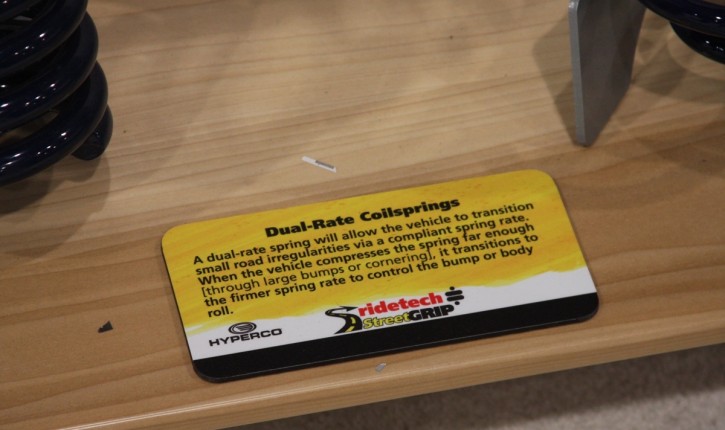 Dual-Rate Coilsprings
A dual-rate spring will allow the vehicle to transition
small road irregularities via a compliant spring rate.
When the vehicle compresses the spring far enough
[through large bumps or cornering], it transitions to
the firmer spring rate to control the bump or body
roll.
HYPERCO
ridetech
StreetGRIP